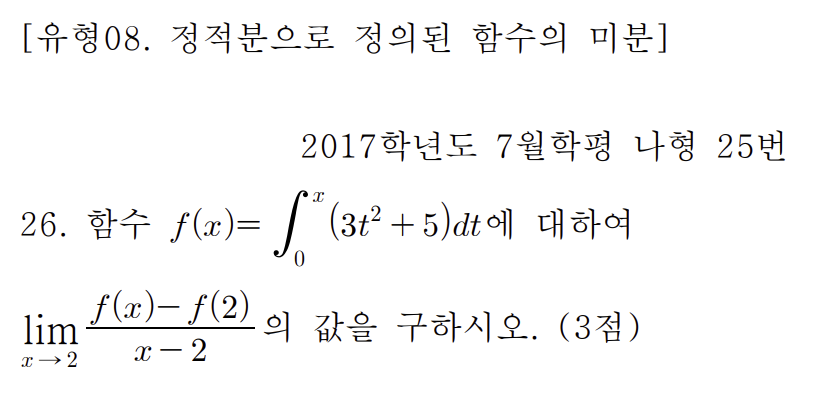 [유형08. 정적분으로 정의된 함수의 미분]
2017학년도 7월학평 나형 25번
26. 함수 f(x)=∫₀ˣ(3t²+5)dt에 대하여
lim_{x→2} \frac{f(x)-f(2)}{x-2}의 값을 구하시오. (3점)